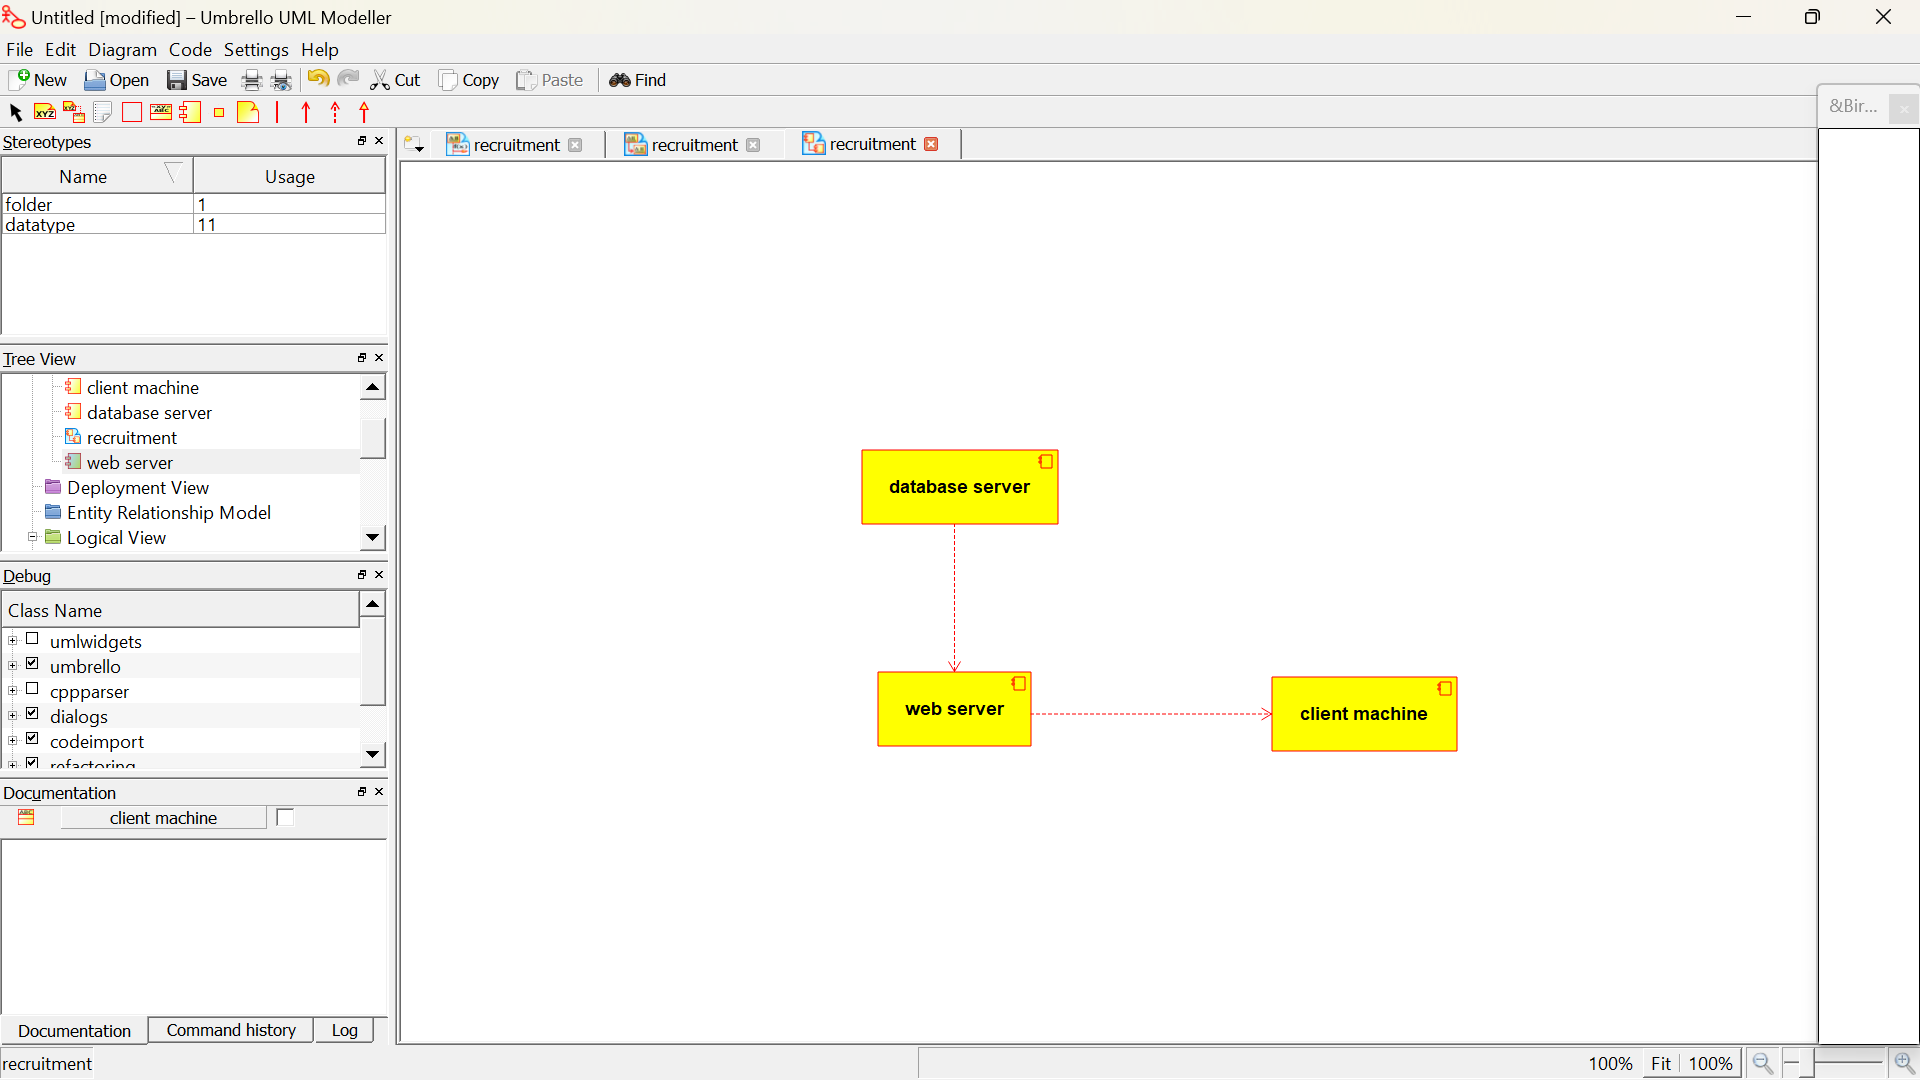 Untitled [modified] – Umbrello UML Modeller
File Edit Diagram Code Settings Help
New Open Save Cut Copy Paste Find
&Bir...
Stereotypes
recruitment recruitment recruitment
Name Usage
folder 1
datatype 11
Tree View
client machine
database server
recruitment
web server
Deployment View
Entity Relationship Model
Logical View
Debug
Class Name
umlwidgets
umbrello
cppparser
dialogs
codeimport
refactoring
Documentation
client machine
Documentation Command history Log
database server
web server
client machine
recruitment
100% Fit 100%